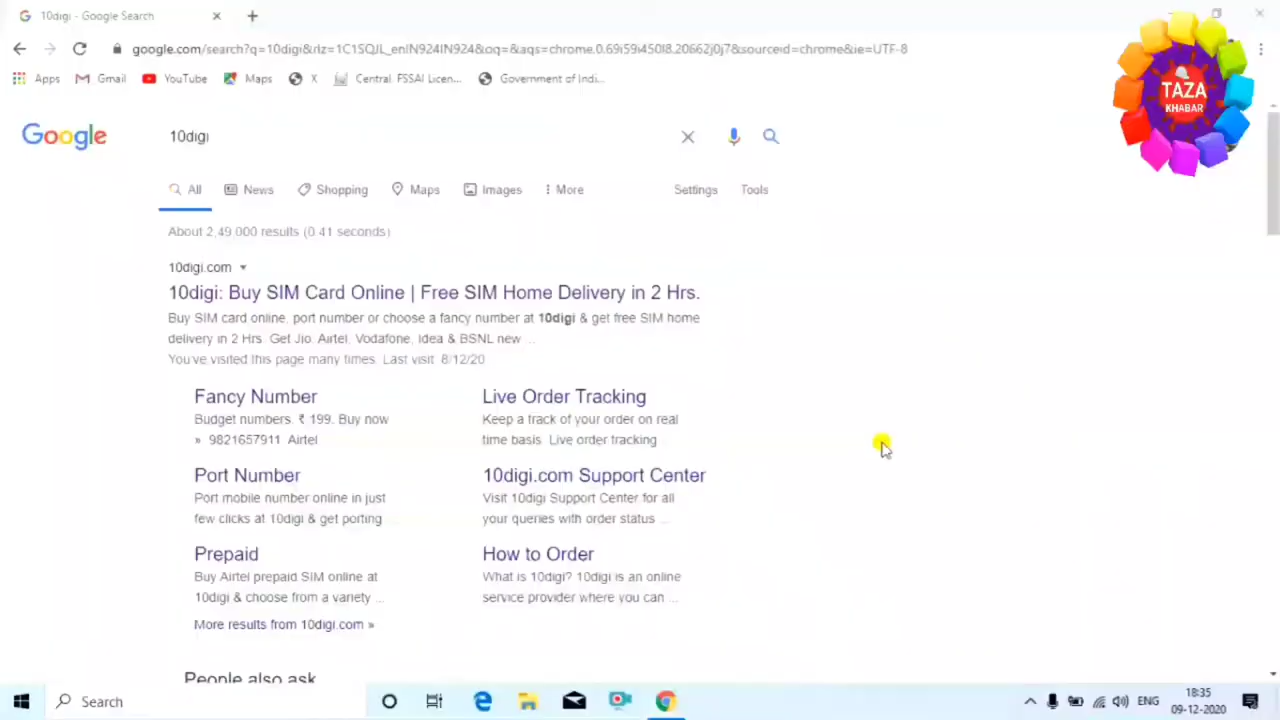 10digi - Google Search
google.com/search?q=10digi&rlz=1C1SQJL_enIN924IN924&oq=&aqs=chrome.0.69i59i450l8.20662j0j7&sourceid=chrome&ie=UTF-8
Apps Gmail YouTube Maps X Central FSSAI Licen... Government of Indi...
TAZA
KHABAR
Google 10digi
All News Shopping Maps Images More Settings Tools
About 2,49,000 results (0.41 seconds)
10digi.com
10digi: Buy SIM Card Online | Free SIM Home Delivery in 2 Hrs.
Buy SIM card online, port number or choose a fancy number at 10digi & get free SIM home
delivery in 2 Hrs. Get Jio, Airtel, Vodafone, Idea & BSNL new ...
You've visited this page many times. Last visit: 8/12/20
Fancy Number
Budget numbers. ₹ 199. Buy now
» 9821657911 Airtel
Live Order Tracking
Keep a track of your order on real
time basis Live order tracking
Port Number
Port mobile number online in just
few clicks at 10digi & get porting
10digi.com Support Center
Visit 10digi Support Center for all
your queries with order status ...
Prepaid
Buy Airtel prepaid SIM online at
10digi & choose from a variety ...
How to Order
What is 10digi? 10digi is an online
service provider where you can ...
More results from 10digi.com »
People also ask
Search ENG 18:35
09-12-2020